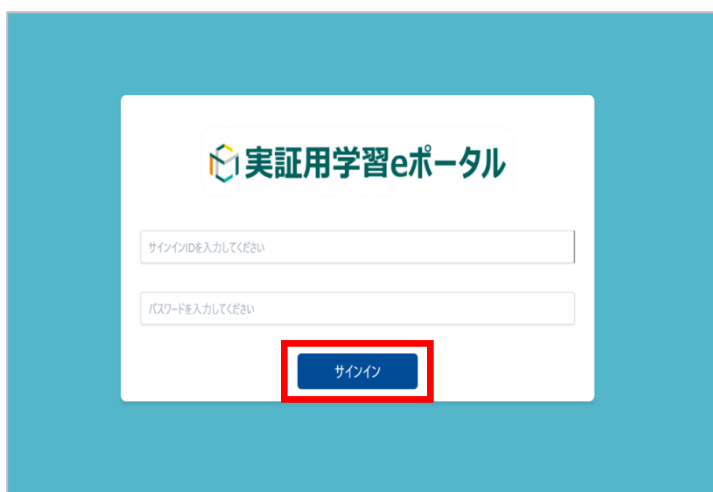 実証用学習eポータル
サインインIDを入力してください
パスワードを入力してください
サインイン